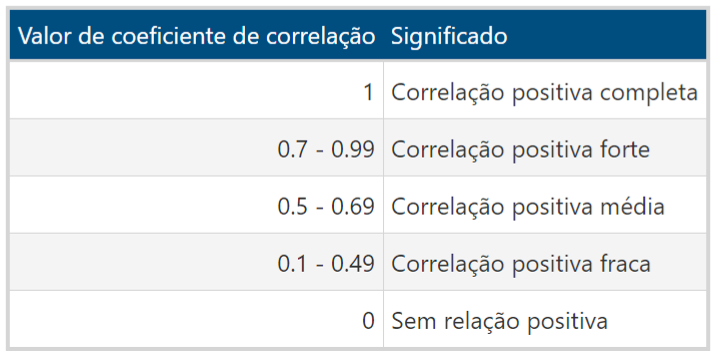 Valor de coeficiente de correlação Significado
1 Correlação positiva completa
0.7 - 0.99 Correlação positiva forte
0.5 - 0.69 Correlação positiva média
0.1 - 0.49 Correlação positiva fraca
0 Sem relação positiva